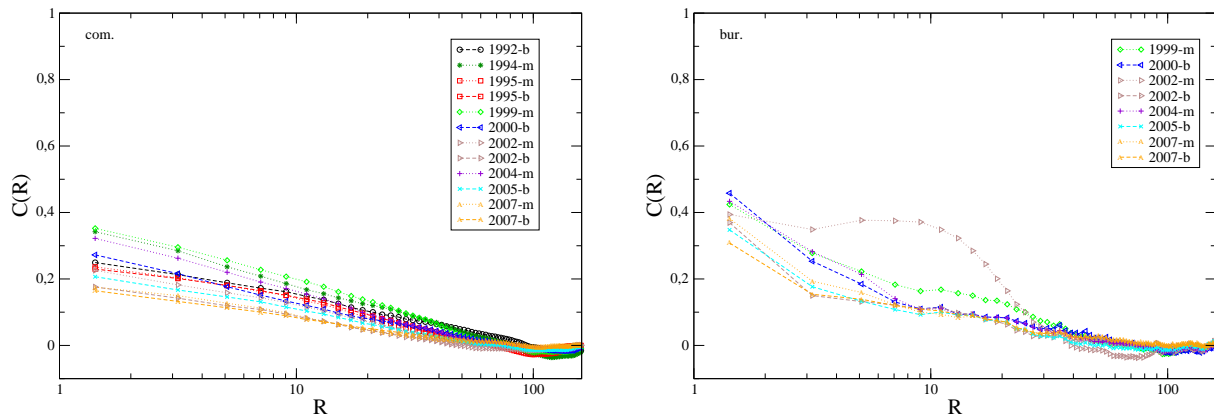 com.
C(R)
1
0,8
0,6
0,4
0,2
0
1
10
100
R
1992-b
1994-m
1995-m
1995-b
1999-m
2000-b
2002-m
2002-b
2004-m
2005-b
2007-m
2007-b
bur.
C(R)
1
0,8
0,6
0,4
0,2
0
1
10
100
R
1999-m
2000-b
2002-m
2002-b
2004-m
2005-b
2007-m
2007-b